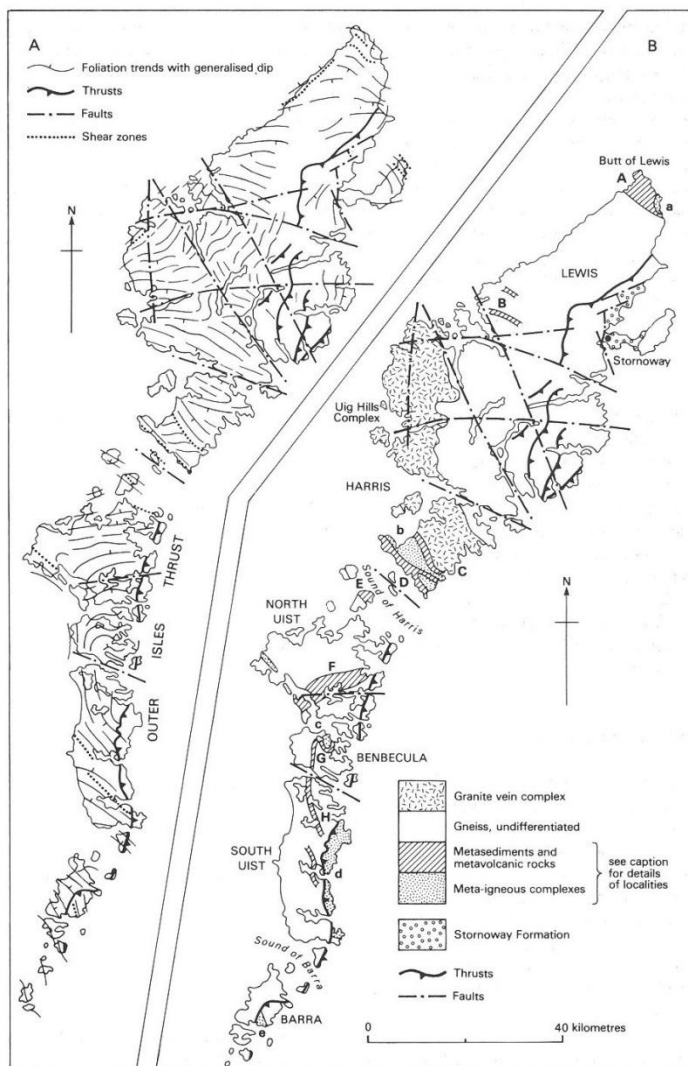 A
Foliation trends with generalised dip
Thrusts
Faults
Shear zones
N
THRUST
ISLES
OUTER
B
Butt of Lewis
A
a
LEWIS
B
Stornoway
Uig Hills
Complex
HARRIS
b
C
D
E
Sound of Harris
NORTH
UIST
N
F
c
G
BENBECULA
H
SOUTH
UIST
d
Sound of
Barra
BARRA
e
Granite vein complex
Gneiss, undifferentiated
Metasediments and
metavolcanic rocks
Meta-igneous complexes
see caption
for details
of localities
Stornoway Formation
Thrusts
Faults
0 40 kilometres